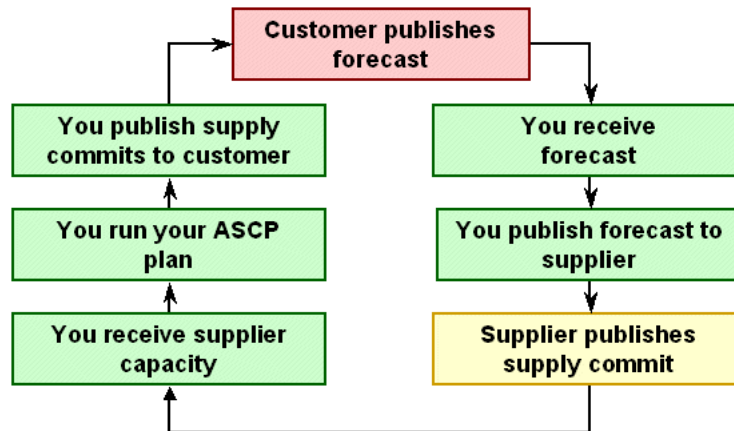 Customer publishes
forecast
You receive
forecast
You publish forecast to
supplier
Supplier publishes
supply commit
You receive supplier
capacity
You run your ASCP
plan
You publish supply
commits to customer